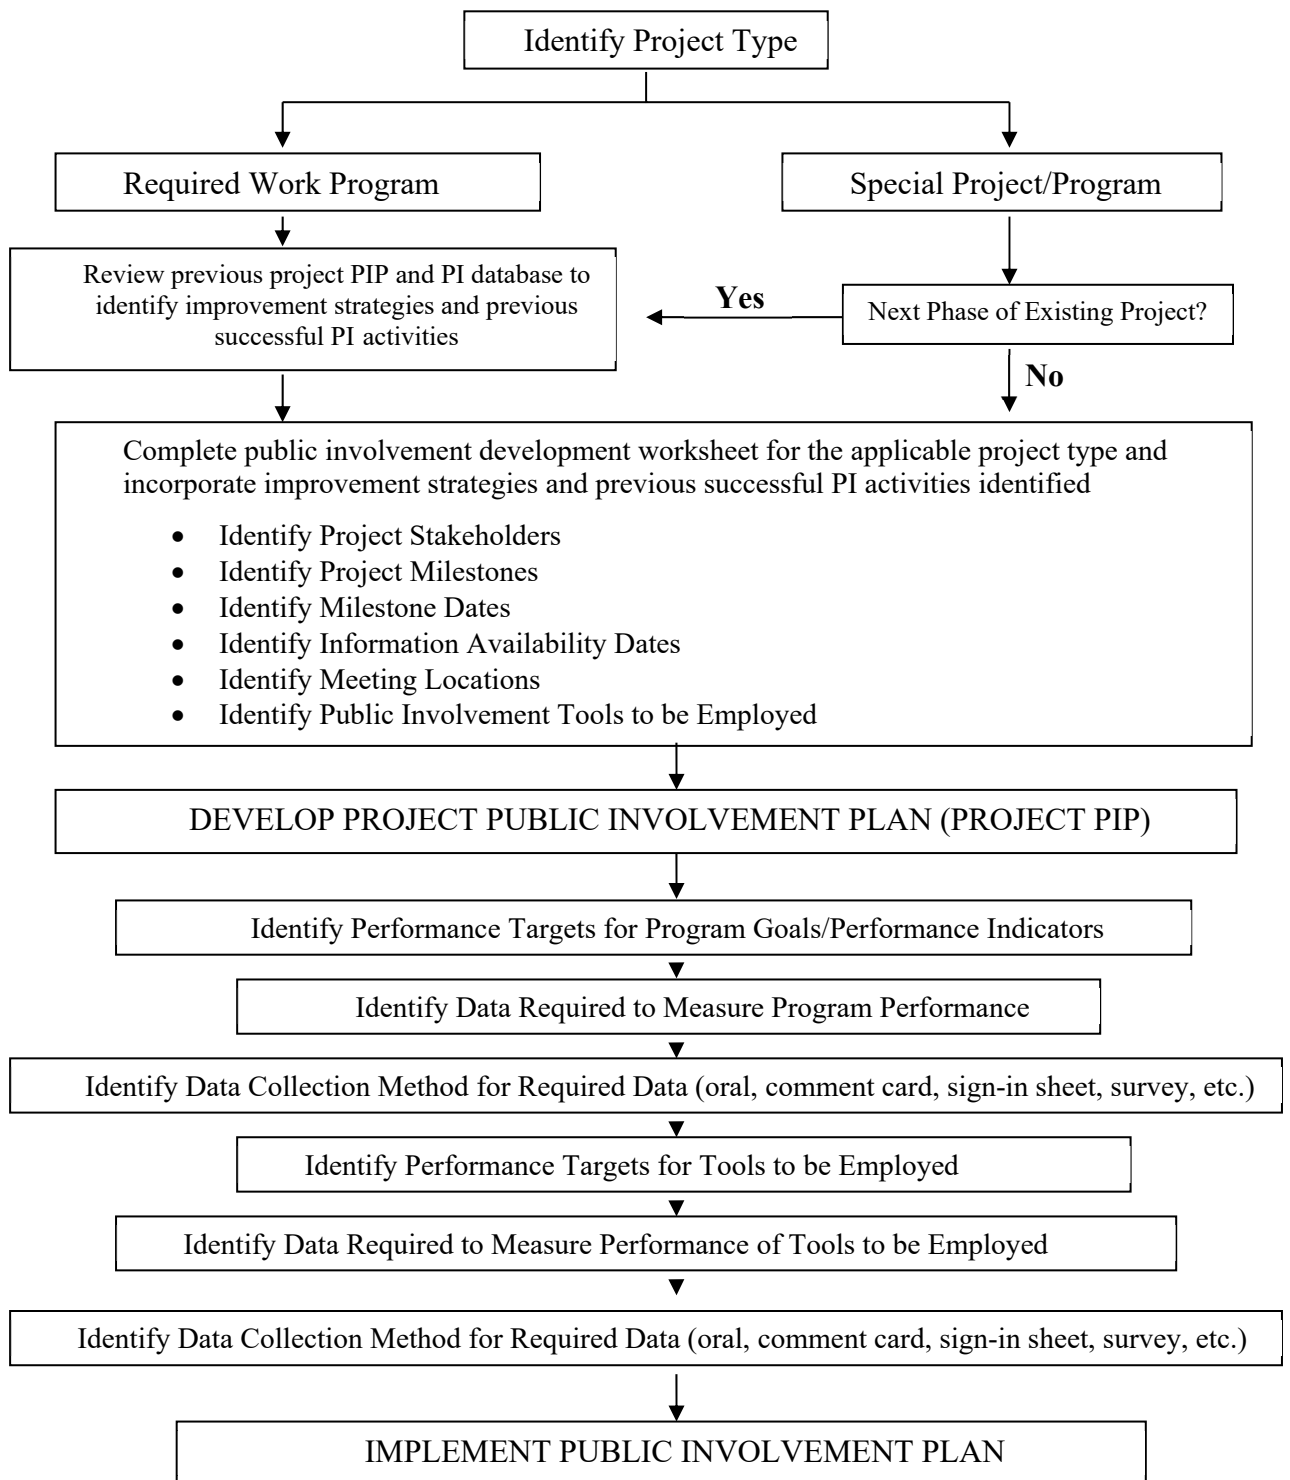 Identify Project Type
Required Work Program
Special Project/Program
Review previous project PIP and PI database to
identify improvement strategies and previous
successful PI activities
Yes
Next Phase of Existing Project?
No
Complete public involvement development worksheet for the applicable project type and
incorporate improvement strategies and previous successful PI activities identified
• Identify Project Stakeholders
• Identify Project Milestones
• Identify Milestone Dates
• Identify Information Availability Dates
• Identify Meeting Locations
• Identify Public Involvement Tools to be Employed
DEVELOP PROJECT PUBLIC INVOLVEMENT PLAN (PROJECT PIP)
Identify Performance Targets for Program Goals/Performance Indicators
Identify Data Required to Measure Program Performance
Identify Data Collection Method for Required Data (oral, comment card, sign-in sheet, survey, etc.)
Identify Performance Targets for Tools to be Employed
Identify Data Required to Measure Performance of Tools to be Employed
Identify Data Collection Method for Required Data (oral, comment card, sign-in sheet, survey, etc.)
IMPLEMENT PUBLIC INVOLVEMENT PLAN